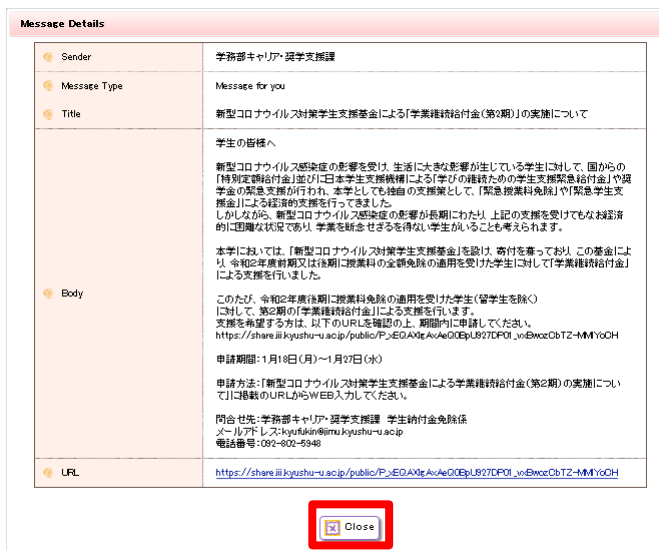 Message Details
Sender
学務部キャリア・奨学支援課
Message Type
Message for you
Title
新型コロナウイルス対策学生支援基金による「学業継続給付金(第2期)」の実施について
Body
学生の皆様へ
新型コロナウイルス感染症の影響を受け、生活に大きな影響が生じている学生に対して、国からの
「特別定額給付金」並びに日本学生支援機構による「学びの継続のための学生支援緊急給付金」や奨
学金の緊急支援が行われ、本学としても独自の支援策として、「緊急授業料免除」や「緊急学生支
援金」による経済的支援を行ってきました。
しかしながら、新型コロナウイルス感染症の影響が長期にわたり、上記の支援を受けてもなお経済
的に困難な状況であり、学業を断念せざるを得ない学生がいることも考えられます。
本学においては、「新型コロナウイルス対策学生支援基金」を設け、寄付を募っており、この基金によ
り、令和2年度前期又は後期に授業料の全額免除の適用を受けた学生に対して「学業継続給付金」
による支援を行いました。
このたび、令和2年度後期に授業料免除の適用を受けた学生(留学生を除く)
に対して、第2期の「学業継続給付金」による支援を行います。
支援を希望する方は、以下のURLを確認の上、期間内に申請してください。
https://share.iii.kyushu-u.ac.jp/public/P_xEQAXIgAxAeQ0BpU927DP01_vxBwozCbTZ-MMlYoCH
申請期間:1月18日(月)~1月27日(水)
申請方法:「新型コロナウイルス対策学生支援基金による学業継続給付金(第2期)の実施につい
て」に掲載のURLからWEB入力してください。
問合せ先:学務部キャリア・奨学支援課 学生納付金免除係
メールアドレス:kyufukin@jimu.kyushu-u.ac.jp
電話番号:092-802-5948
URL
https://share.iii.kyushu-u.ac.jp/public/P_xEQAXIgAxAeQ0BpU927DP01_vxBwozCbTZ-MMlYoCH
Close